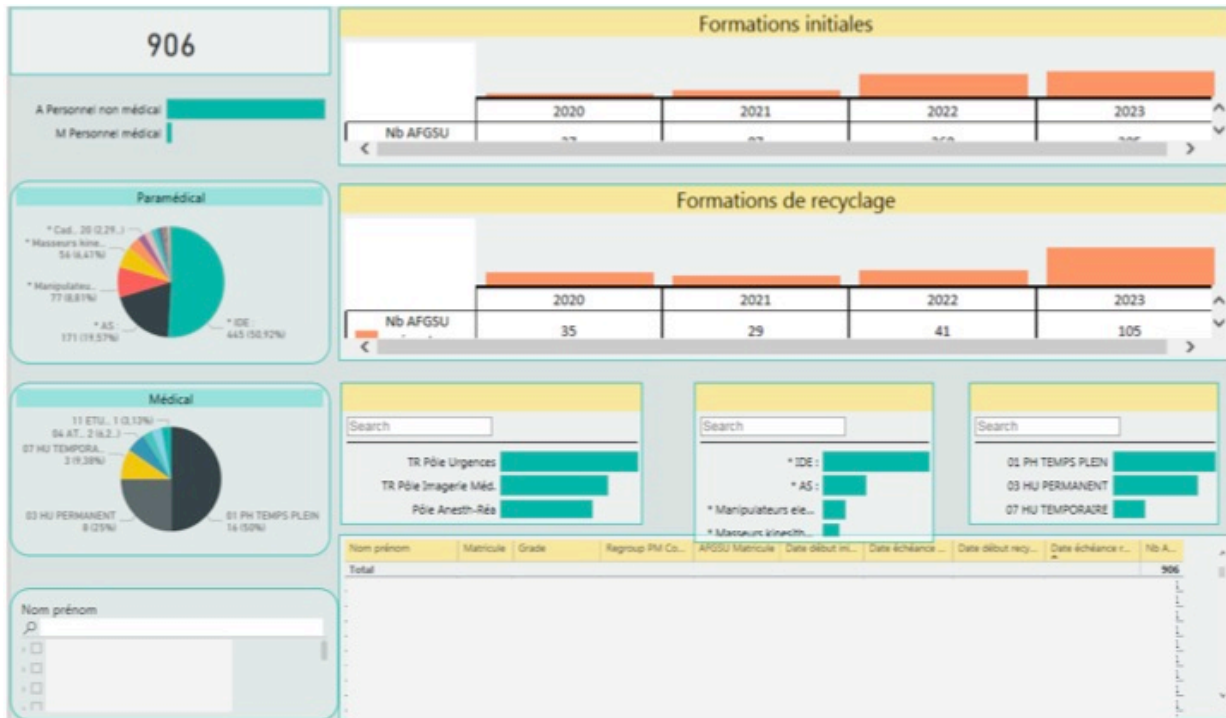 906
A Personnel non médical
M Personnel médical
Formations initiales
2020 2021 2022 2023
Nb AFGSU
Paramédical
* Cad.. 20 (2,29..)
* Masseurs kine...
56 (6,41%)
* Manipulateu..
77 (8,81%)
* AS :
171 (19,57%)
* IDE :
445 (50,92%)
Formations de recyclage
2020 2021 2022 2023
Nb AFGSU 35 29 41 105
Médical
11 ETU... 1 (3,13%)
04 AT... 2 (6,2...)
07 HU TEMPORA...
3 (9,38%)
03 HU PERMANENT
8 (25%)
01 PH TEMPS PLEIN
16 (50%)
Search
TR Pôle Urgences
TR Pôle Imagerie Méd.
Pôle Anesth-Réa
Search
* IDE :
* AS :
* Manipulateurs ele...
* Masseurs kinesith...
Search
01 PH TEMPS PLEIN
03 HU PERMANENT
07 HU TEMPORAIRE
Nom prénom Matricule Grade Regroup PM Co... AFGSU Matricule Date début ini... Date échéance ... Date début recy... Date échéance r... Nb A...
Total 906
Nom prénom